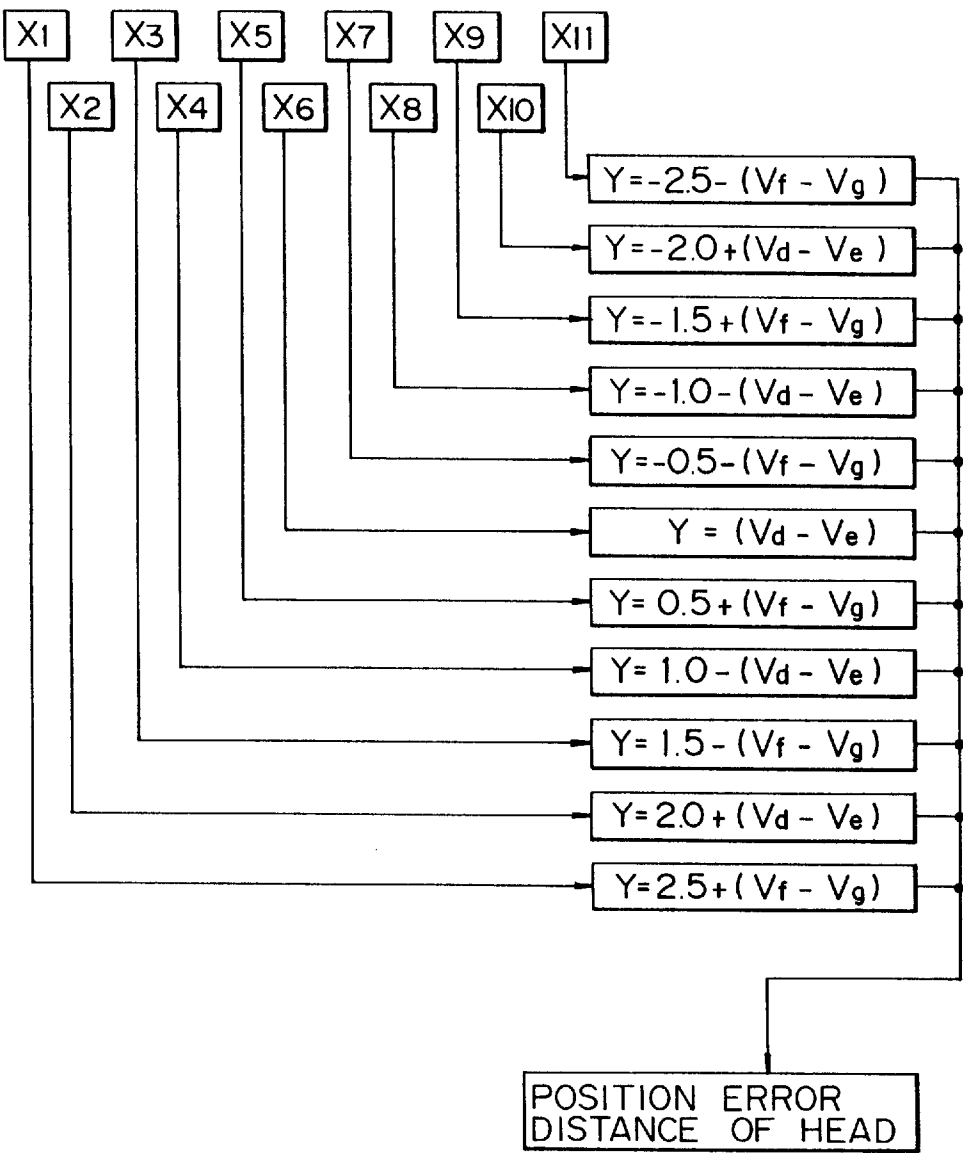 X1 X3 X5 X7 X9 X11
X2 X4 X6 X8 X10
Y=-2.5-(Vf - Vg)
Y=-2.0+(Vd - Ve)
Y=-1.5+(Vf - Vg)
Y=-1.0-(Vd - Ve)
Y=-0.5-(Vf - Vg)
Y = (Vd - Ve)
Y= 0.5+(Vf - Vg)
Y= 1.0-(Vd - Ve)
Y= 1.5-(Vf - Vg)
Y= 2.0+(Vd - Ve)
Y= 2.5+(Vf - Vg)
POSITION ERROR
DISTANCE OF HEAD